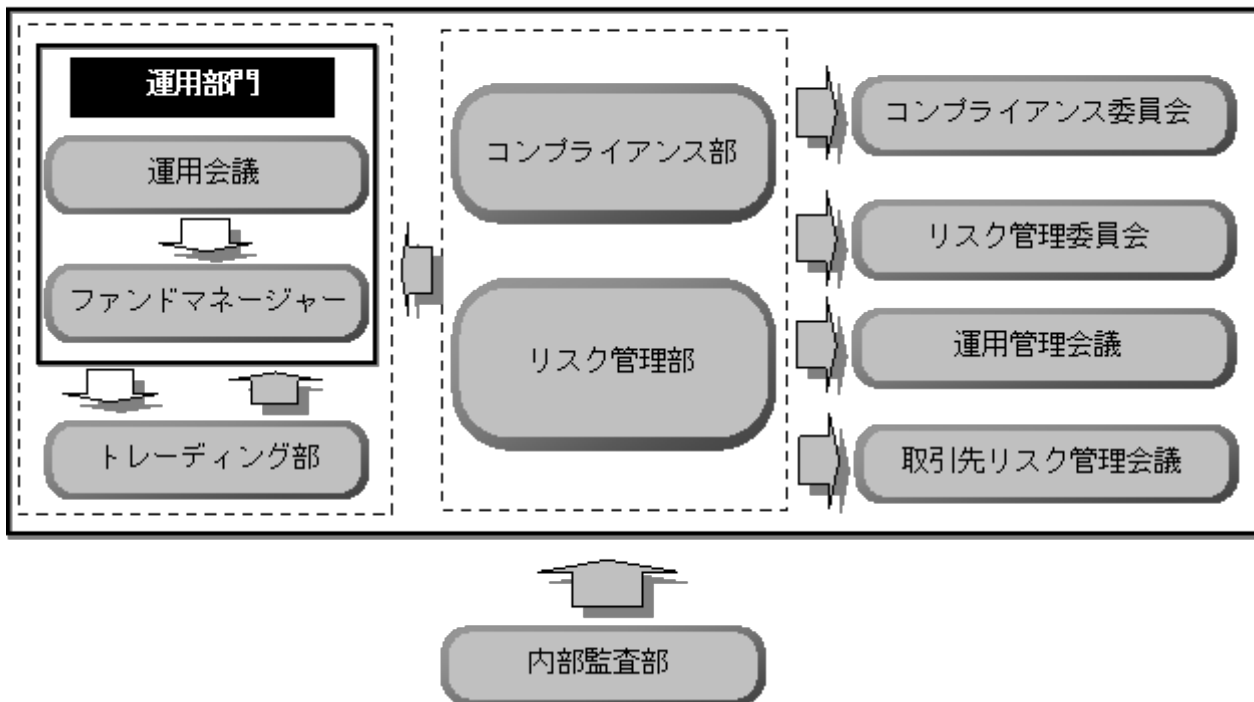 運用部門
運用会議
ファンドマネージャー
トレーディング部
コンプライアンス部
リスク管理部
コンプライアンス委員会
リスク管理委員会
運用管理会議
取引先リスク管理会議
内部監査部